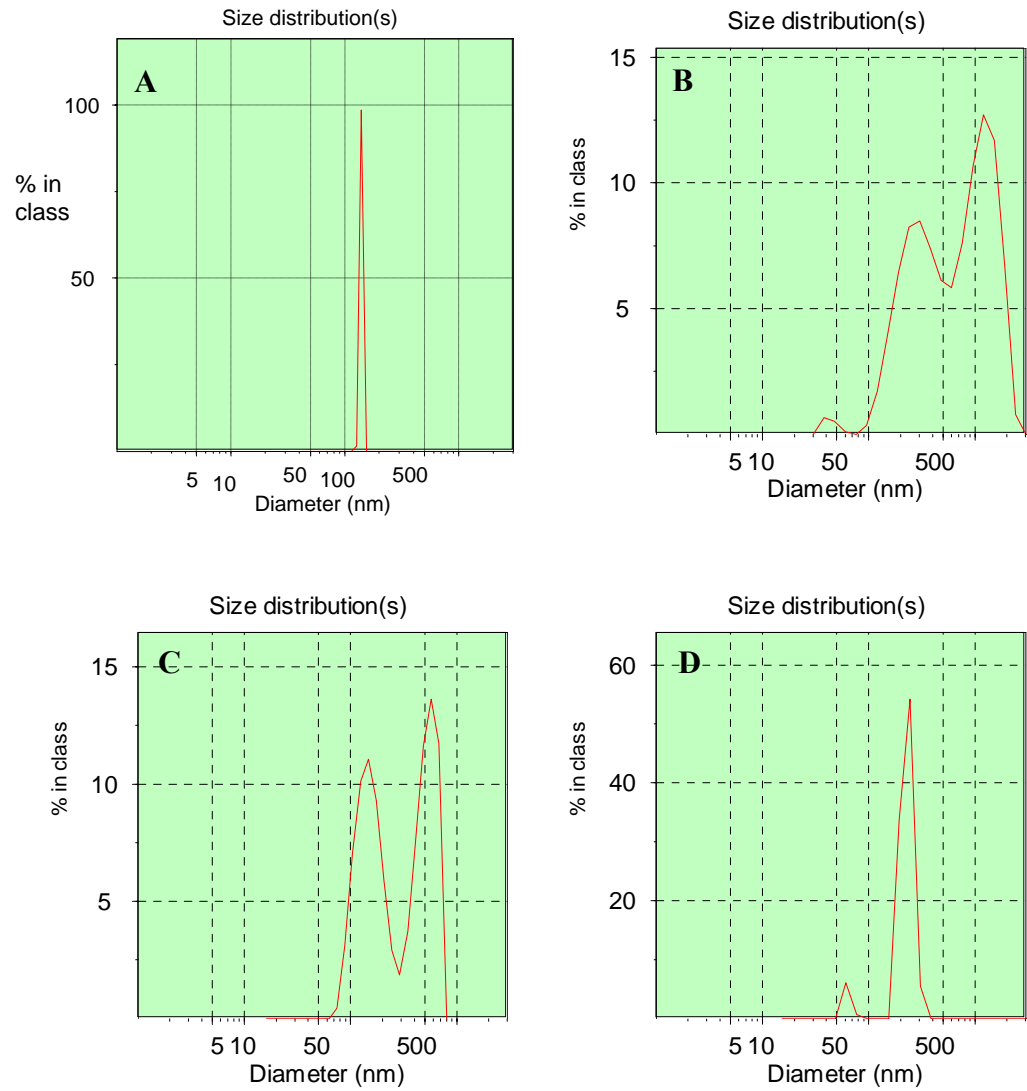 Size distribution(s)
A
100
% in
class
50
5 10 50 100 500
Diameter (nm)
Size distribution(s)
B
15
% in class
10
5
5 10 50 500
Diameter (nm)
Size distribution(s)
C
15
% in class
10
5
5 10 50 500
Diameter (nm)
Size distribution(s)
D
60
% in class
40
20
5 10 50 500
Diameter (nm)